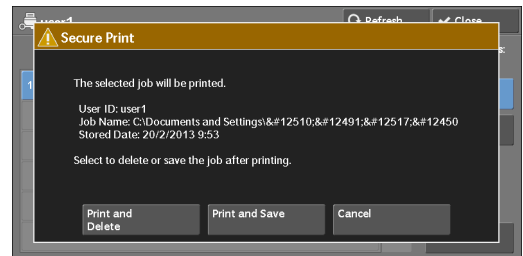 user1
Refresh
Close
Secure Print
s:
1
The selected job will be printed.
User ID: user1
Job Name: C:\Documents and Settings\&#12510;&#12491;&#12517;&#12450
Stored Date: 20/2/2013 9:53
Select to delete or save the job after printing.
Print and
Delete
Print and Save
Cancel